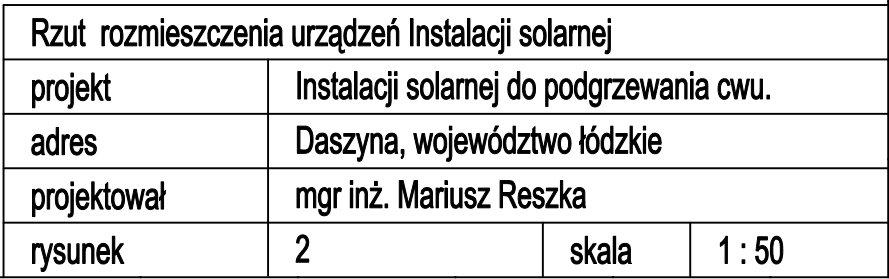 Rzut rozmieszczenia urządzeń Instalacji solarnej
projekt Instalacji solarnej do podgrzewania cwu.
adres Daszyna, województwo łódzkie
projektował mgr inż. Mariusz Reszka
rysunek 2 skala 1 : 50